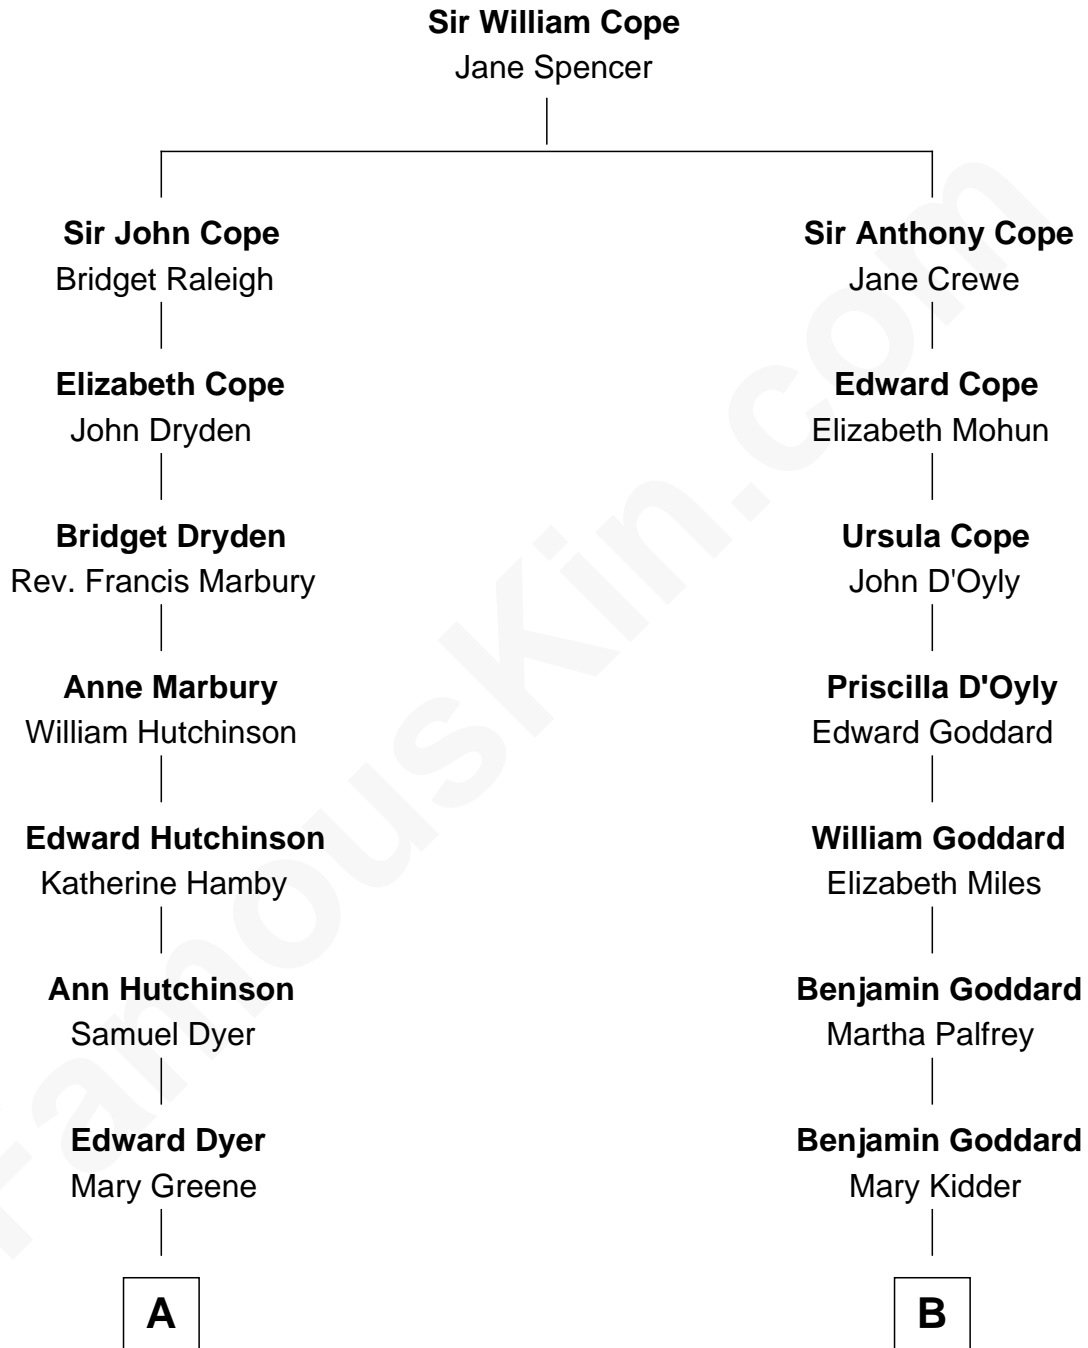 Sir William Cope
Jane Spencer
Sir John Cope
Bridget Raleigh
Sir Anthony Cope
Jane Crewe
Elizabeth Cope
John Dryden
Edward Cope
Elizabeth Mohun
Bridget Dryden
Rev. Francis Marbury
Ursula Cope
John D'Oyly
Anne Marbury
William Hutchinson
Priscilla D'Oyly
Edward Goddard
Edward Hutchinson
Katherine Hamby
William Goddard
Elizabeth Miles
Ann Hutchinson
Samuel Dyer
Benjamin Goddard
Martha Palfrey
Edward Dyer
Mary Greene
Benjamin Goddard
Mary Kidder
A
B
FamousKin.com